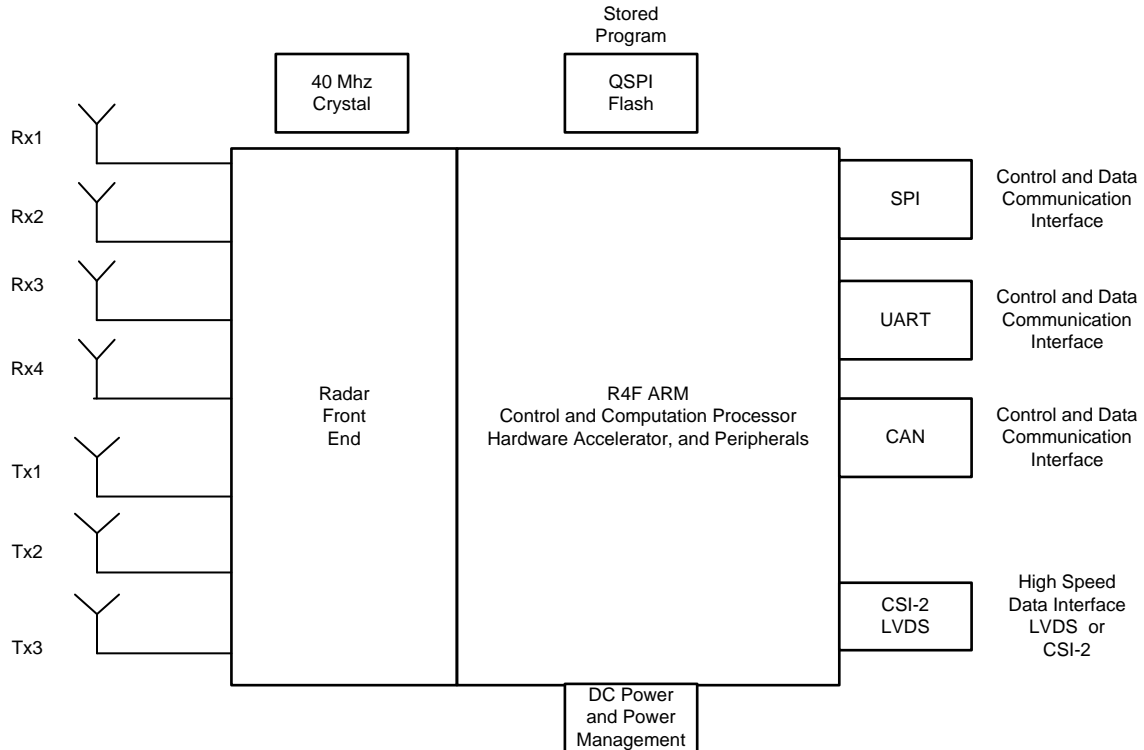 Stored
Program
40 Mhz
Crystal
QSPI
Flash
Rx1
Rx2
Rx3
Rx4
Tx1
Tx2
Tx3
Radar
Front
End
R4F ARM
Control and Computation Processor
Hardware Accelerator, and Peripherals
SPI
Control and Data
Communication
Interface
UART
Control and Data
Communication
Interface
CAN
Control and Data
Communication
Interface
CSI-2
LVDS
High Speed
Data Interface
LVDS or
CSI-2
DC Power
and Power
Management